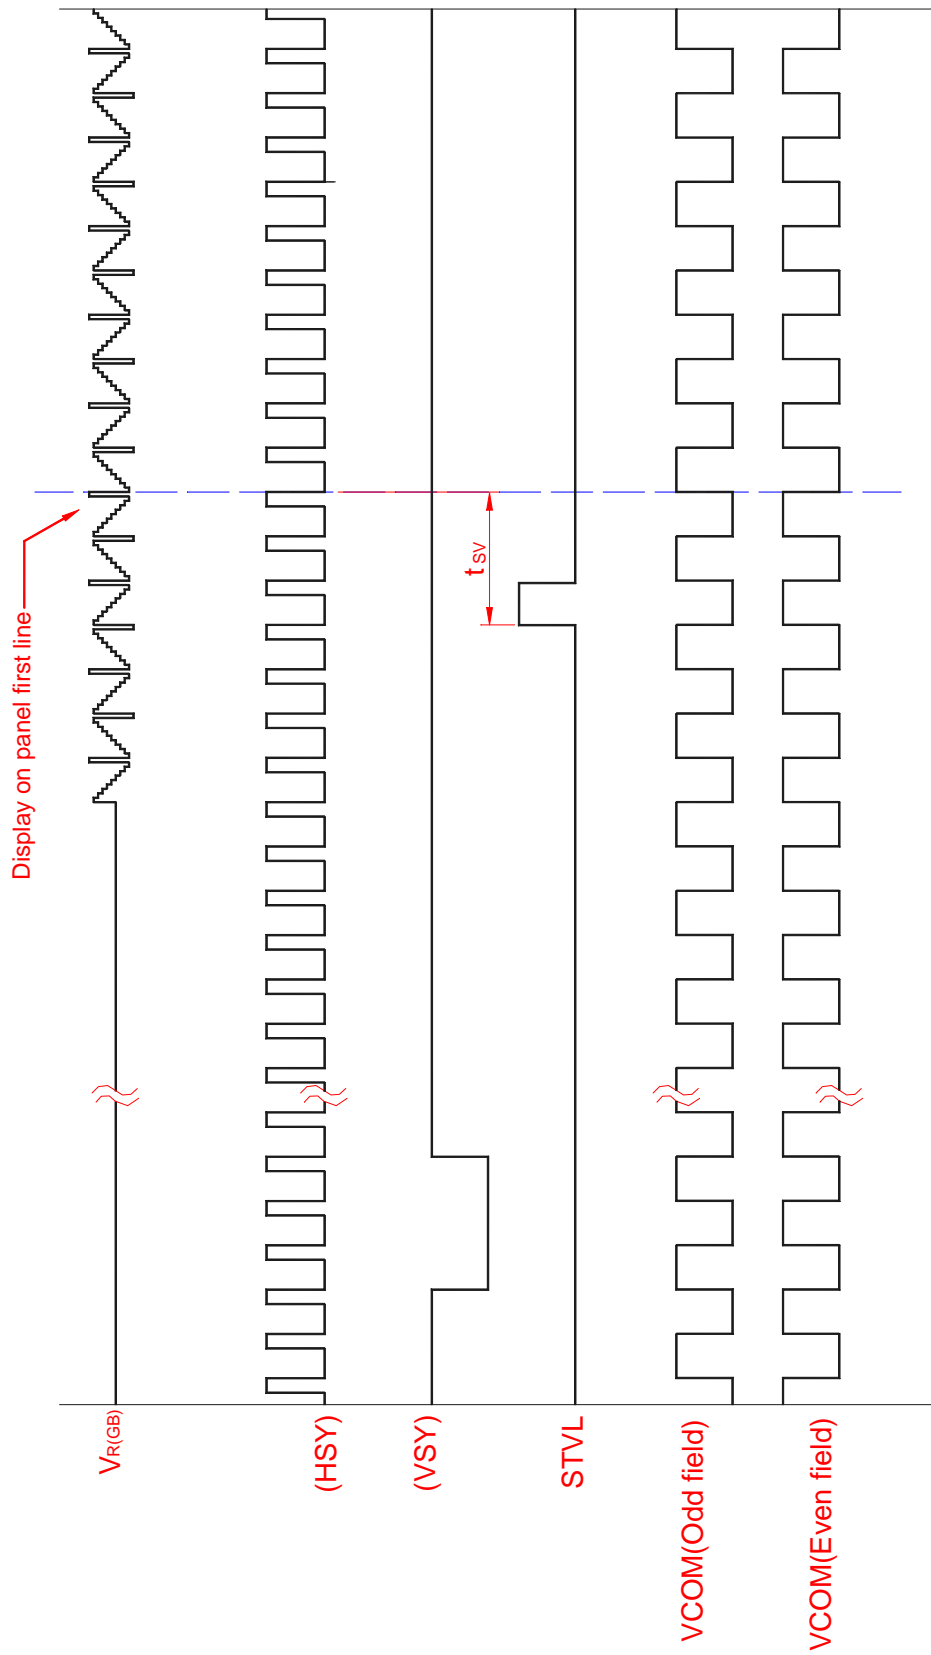 Display on panel first line
tSV
VR(GB)
(HSY)
(VSY)
STVL
VCOM(Odd field)
VCOM(Even field)